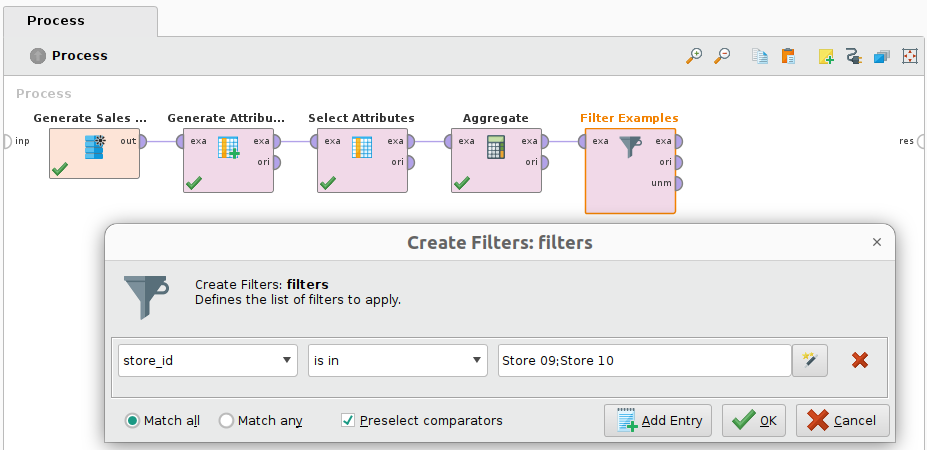 Process
Process
Process
Generate Sales ... Generate Attribu... Select Attributes Aggregate Filter Examples
inp out exa exa exa exa exa exa exa exa res
ori ori ori ori
unm
Create Filters: filters
Create Filters: filters
Defines the list of filters to apply.
store_id is in Store 09;Store 10
Match all Match any Preselect comparators Add Entry OK Cancel